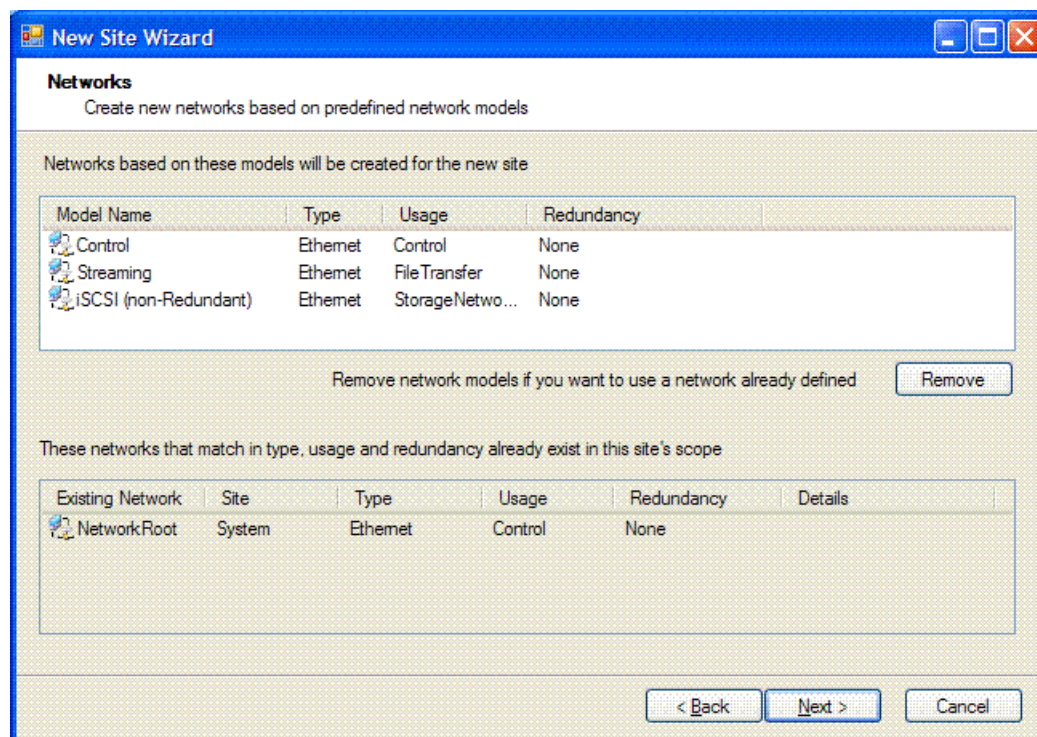 New Site Wizard
Networks
Create new networks based on predefined network models
Networks based on these models will be created for the new site
Model Name Type Usage Redundancy
Control Ethernet Control None
Streaming Ethernet FileTransfer None
iSCSI (non-Redundant) Ethernet StorageNetwo... None
Remove network models if you want to use a network already defined Remove
These networks that match in type, usage and redundancy already exist in this site's scope
Existing Network Site Type Usage Redundancy Details
NetworkRoot System Ethernet Control None
< Back Next > Cancel